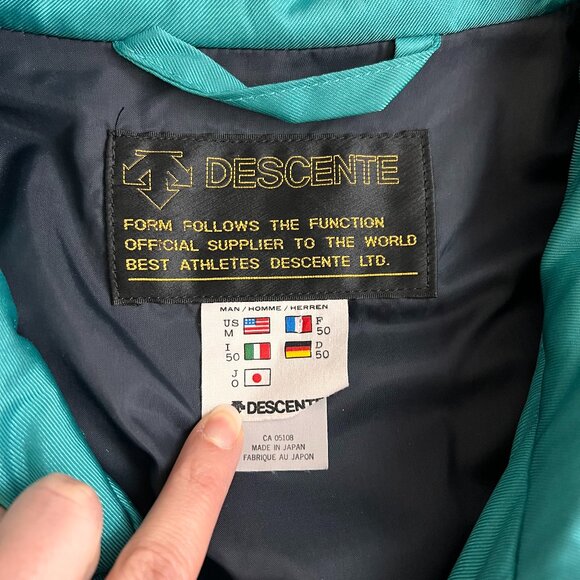 DESCENTE
FORM FOLLOWS THE FUNCTION
OFFICIAL SUPPLIER TO THE WORLD
BEST ATHLETES DESCENTE LTD.
MAN / HOMME / HERREN
US M F 50
I 50 D 50
J O
DESCENTE
CA 05108
MADE IN JAPAN
FABRIQUE AU JAPON